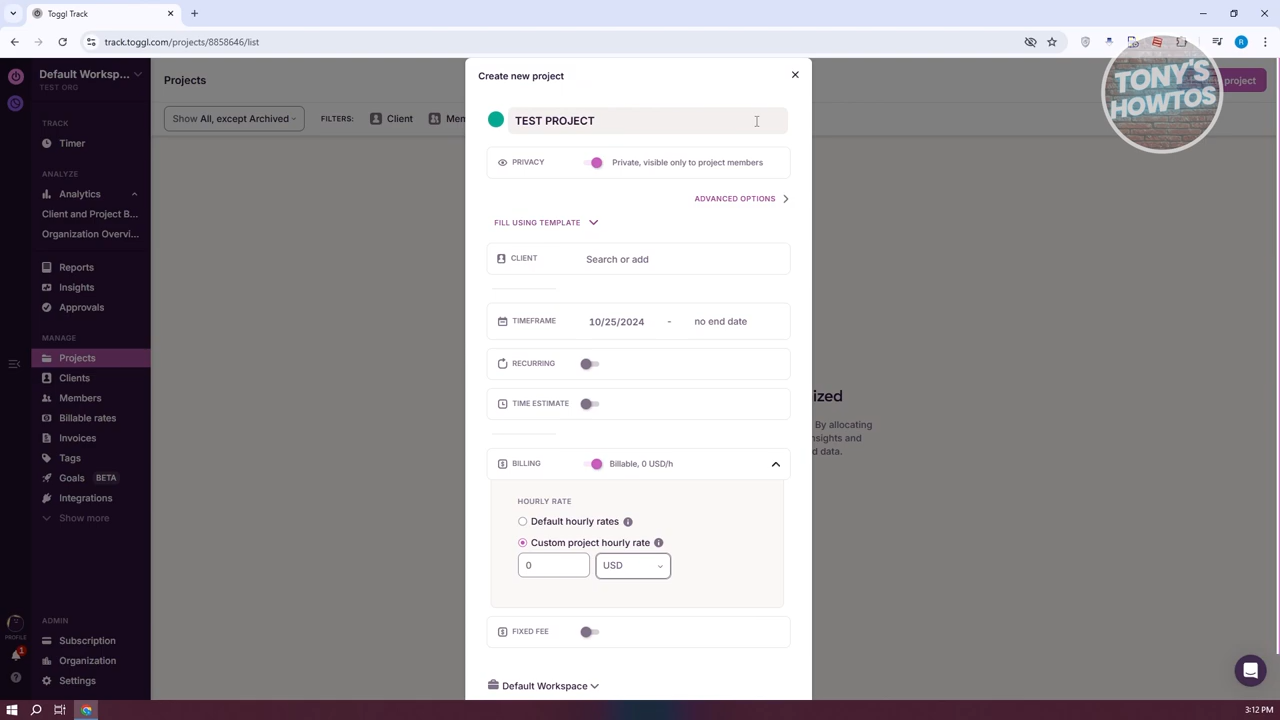 Toggl Track
track.toggl.com/projects/8858646/list
R
TONY'S
HOWTOS
Default Worksp...
TEST ORG
TRACK
Timer
ANALYZE
Analytics
Client and Project B...
Organization Overvi...
Reports
Insights
Approvals
MANAGE
Projects
Clients
Members
Billable rates
Invoices
Tags
Goals BETA
Integrations
Show more
ADMIN
PROFILE
Subscription
1
Organization
Settings
Projects
project
Show All, except Archived
FILTERS:
Client
Mem
ized
By allocating
nsights and
d data.
Create new project
TEST PROJECT
PRIVACY
Private, visible only to project members
ADVANCED OPTIONS
FILL USING TEMPLATE
CLIENT
Search or add
TIMEFRAME
10/25/2024 - no end date
RECURRING
TIME ESTIMATE
BILLING
Billable, 0 USD/h
HOURLY RATE
Default hourly rates
Custom project hourly rate
0
USD
FIXED FEE
Default Workspace
3:12 PM